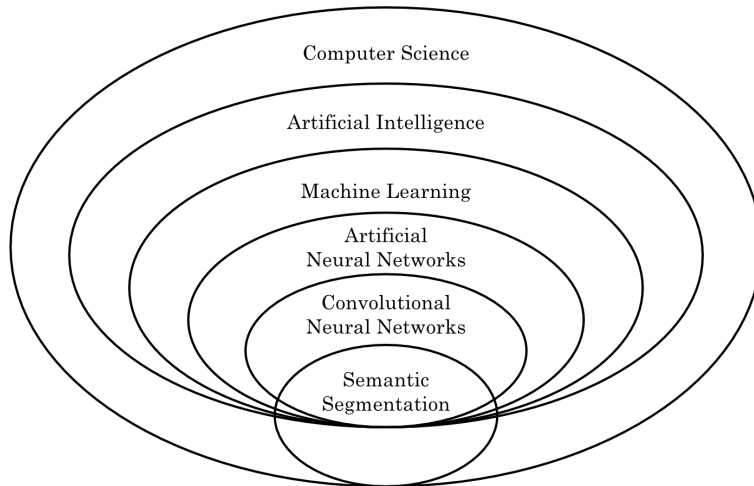 Computer Science
Artificial Intelligence
Machine Learning
Artificial
Neural Networks
Convolutional
Neural Networks
Semantic
Segmentation